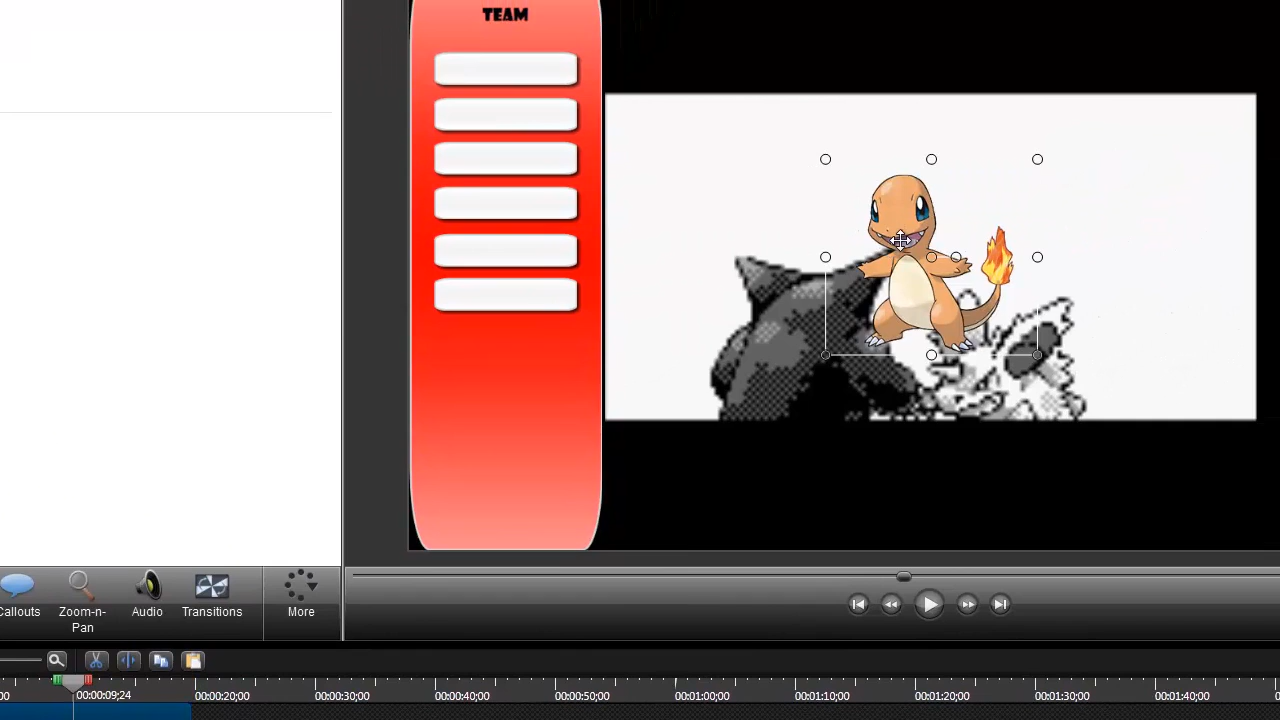 TEAM
Callouts
Zoom-n-
Pan
Audio
Transitions
More
00:00:09;24
00:00:20;00
00:00:30;00
00:00:40;00
00:00:50;00
00:01:00;00
00:01:10;00
00:01:20;00
00:01:30;00
00:01:40;00